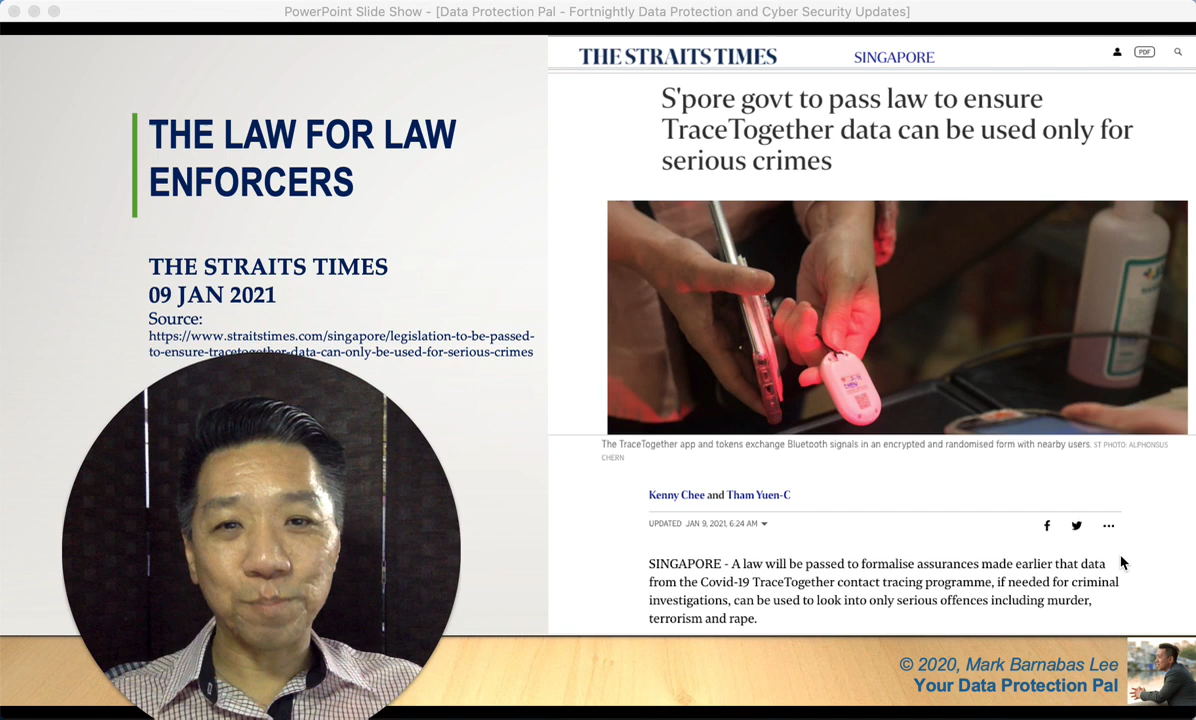 PowerPoint Slide Show - [Data Protection Pal - Fortnightly Data Protection and Cyber Security Updates]
THE LAW FOR LAW
ENFORCERS
THE STRAITS TIMES
09 JAN 2021
Source:
https://www.straitstimes.com/singapore/legislation-to-be-passed-
to-ensure-tracetogether-data-can-only-be-used-for-serious-crimes
THE STRAITS TIMES
SINGAPORE
PDF
S'pore govt to pass law to ensure
TraceTogether data can be used only for
serious crimes
The TraceTogether app and tokens exchange Bluetooth signals in an encrypted and randomised form with nearby users. ST PHOTO: ALPHONSUS
CHERN
Kenny Chee and Tham Yuen-C
UPDATED JAN 9, 2021, 6:24 AM
SINGAPORE - A law will be passed to formalise assurances made earlier that data
from the Covid-19 TraceTogether contact tracing programme, if needed for criminal
investigations, can be used to look into only serious offences including murder,
terrorism and rape.
© 2020, Mark Barnabas Lee
Your Data Protection Pal